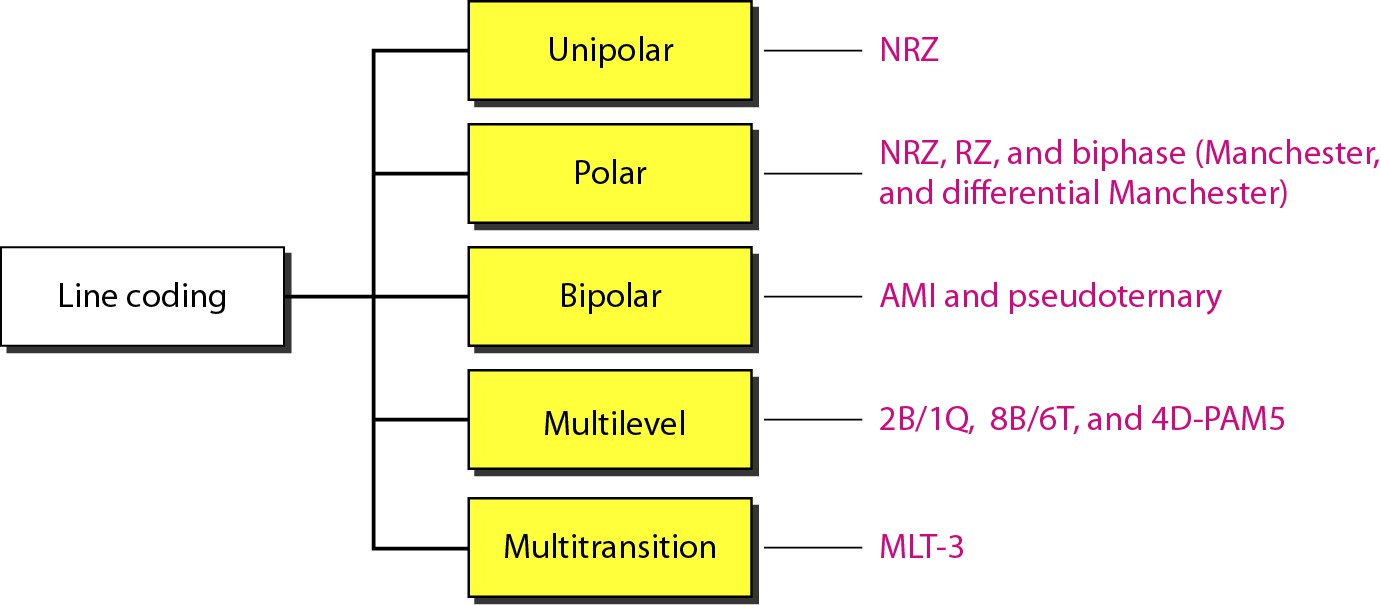 Unipolar
NRZ
Polar
NRZ, RZ, and biphase (Manchester,
and differential Manchester)
Line coding
Bipolar
AMI and pseudoternary
Multilevel
2B/1Q, 8B/6T, and 4D-PAM5
Multitransition
MLT-3